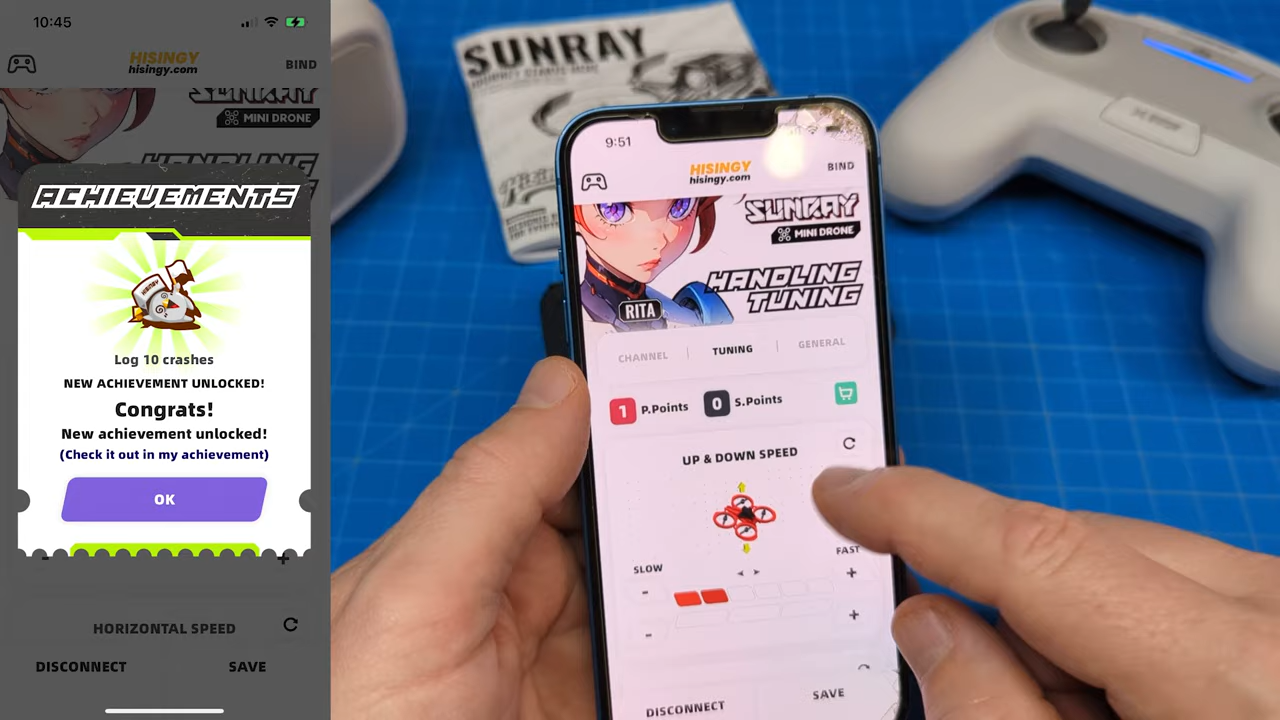 10:45
HISINGY
hisingy.com
BIND
SUNRAY
MINI DRONE
HANDLING
ACHIEVEMENTS
Log 10 crashes
NEW ACHIEVEMENT UNLOCKED!
Congrats!
New achievement unlocked!
(Check it out in my achievement)
OK
- +
HORIZONTAL SPEED
DISCONNECT SAVE
SUNRAY
9:51
HISINGY
hisingy.com
BIND
SUNRAY
MINI DRONE
HANDLING
TUNING
RITA
CHANNEL | TUNING | GENERAL
1 P.Points 0 S.Points
UP & DOWN SPEED
SLOW FAST
- +
- +
DISCONNECT SAVE